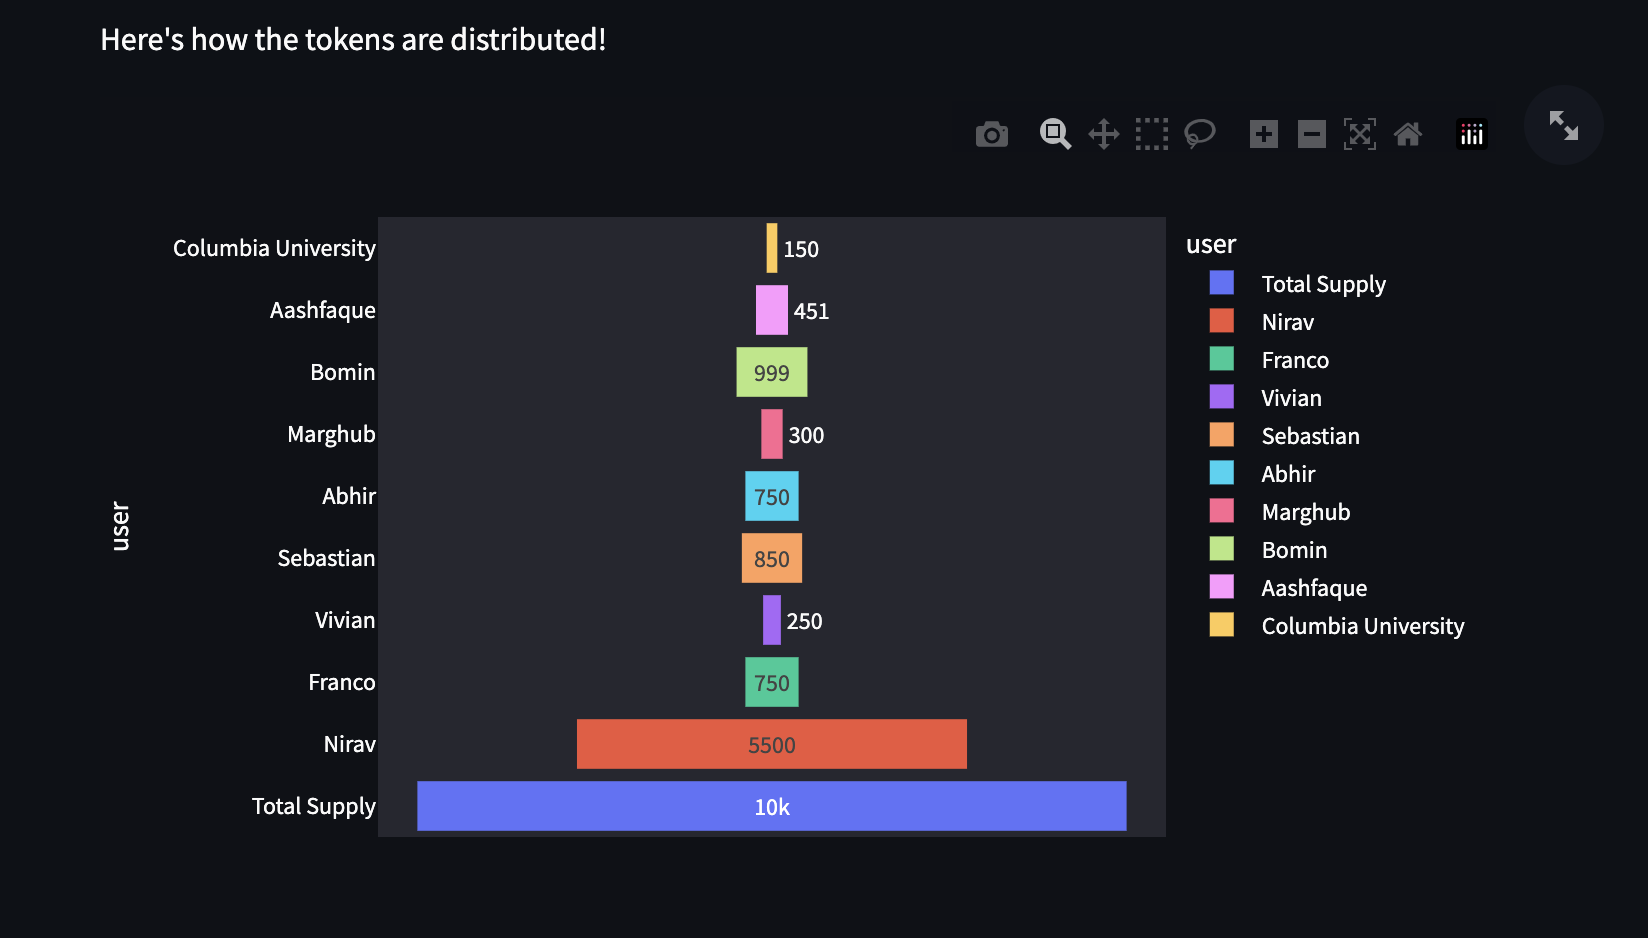 Here's how the tokens are distributed!
user
Columbia University 150
Aashfaque 451
Bomin 999
Marghub 300
Abhir 750
Sebastian 850
Vivian 250
Franco 750
Nirav 5500
Total Supply 10k
user
Total Supply
Nirav
Franco
Vivian
Sebastian
Abhir
Marghub
Bomin
Aashfaque
Columbia University